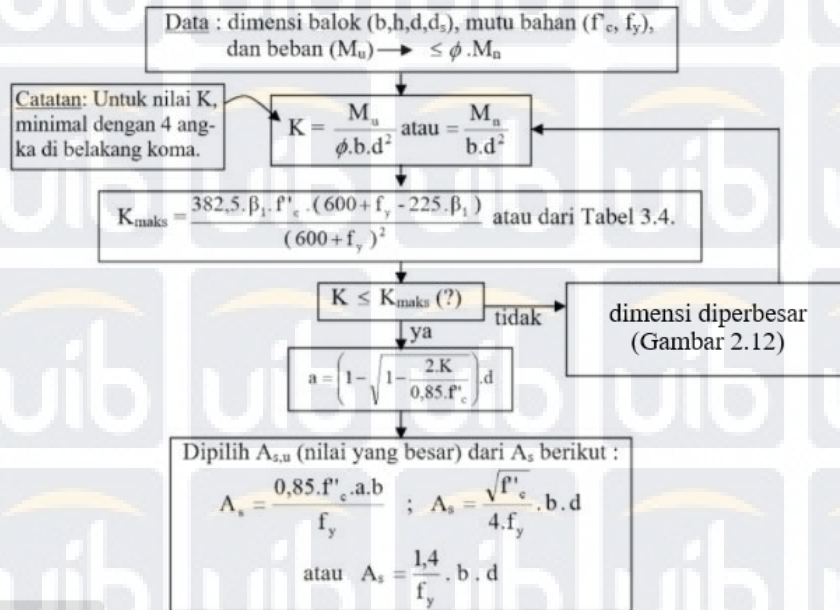 Data : dimensi balok (b,h,d,dₛ), mutu bahan (f'c, fy),
dan beban (Mᵤ) → ≤ ϕ .Mₙ
Catatan: Untuk nilai K,
minimal dengan 4 ang-
ka di belakang koma.
K = Mᵤ / ϕ.b.d² atau = Mₙ / b.d²
Kmaks = 382,5.β₁.f'c .(600+fy -225.β₁) / (600+fy)² atau dari Tabel 3.4.
K ≤ Kmaks (?)
tidak
dimensi diperbesar
(Gambar 2.12)
ya
a = (1-√(1- 2.K / 0,85.f'c)).d
Dipilih As,u (nilai yang besar) dari As berikut :
As = 0,85.f'c.a.b / fy ; As = √f'c / 4.fy .b.d
atau As = 1,4 / fy . b . d
uib